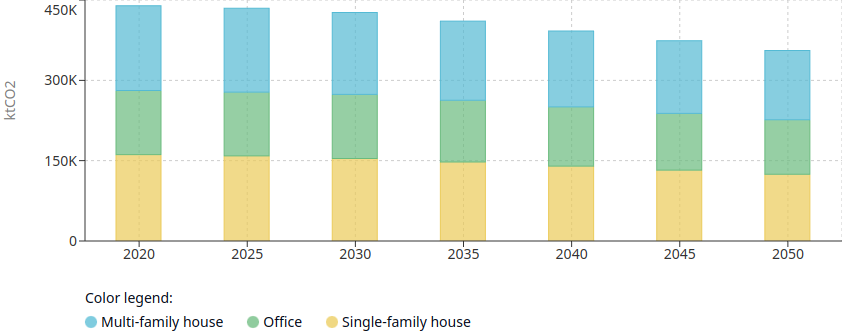 450K
300K
150K
0
ktCO2
2020 2025 2030 2035 2040 2045 2050
Color legend:
Multi-family house Office Single-family house